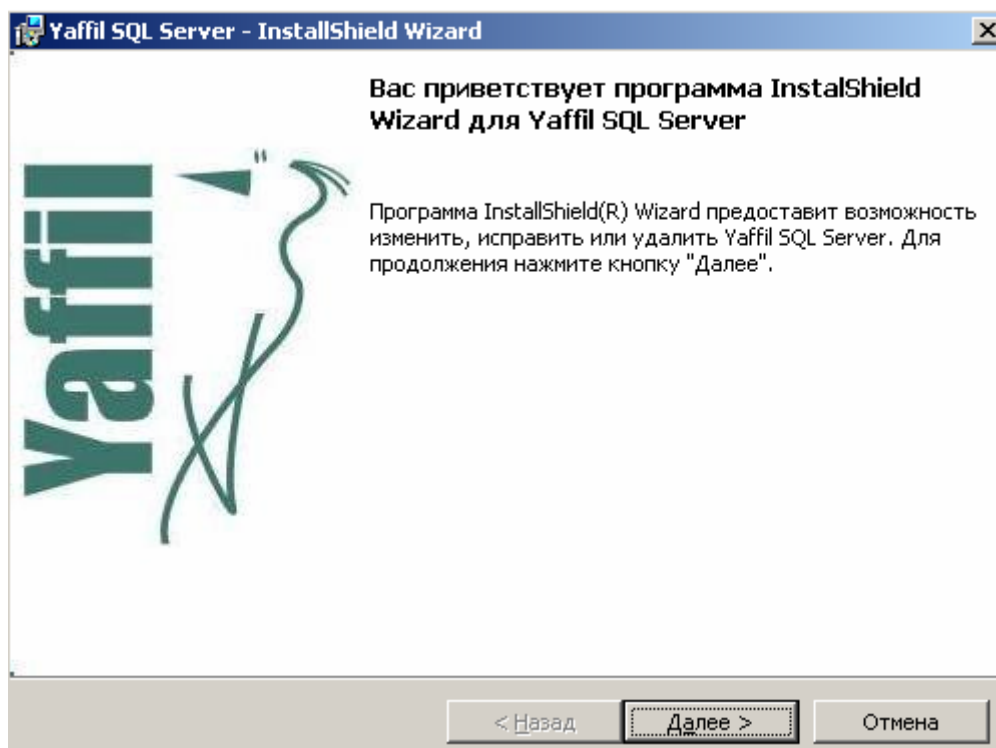 Yaffil SQL Server - InstallShield Wizard
Вас приветствует программа InstalShield
Wizard для Yaffil SQL Server
Программа InstallShield(R) Wizard предоставит возможность
изменить, исправить или удалить Yaffil SQL Server. Для
продолжения нажмите кнопку "Далее".
Yaffil
< Назад
Далее >
Отмена